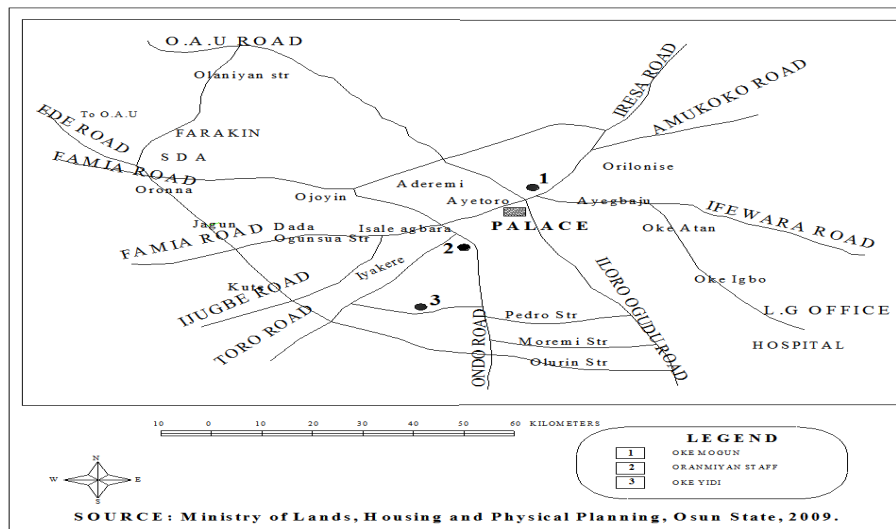 O.A.U ROAD
Olaniyan str
IRESA ROAD
AMUKOKO ROAD
To O.A.U
EDE ROAD
FARAKIN
SDA
FAMIA ROAD
Oronna
Orilonise
1
Aderemi
Ojoyin
Ayetoro
Ayegbaju
IFEWARA ROAD
PALACE
Jagun
Dada
Isale agbara
Oke Atan
FAMIA ROAD
Ogunsua Str
2
Iyakere
ILORO OGUDU ROAD
Oke Igbo
Kute
IJUGBE ROAD
3
L.G OFFICE
Pedro Str
TORO ROAD
ONDO ROAD
Moremi Str
HOSPITAL
Olurin Str
10 0 10 20 30 40 50 60 KILOMETERS
LEGEND
1 OKE MOGUN
2 ORANMIYAN STAFF
3 OKE YIDI
N
W E
S
SOURCE: Ministry of Lands, Housing and Physical Planning, Osun State, 2009.